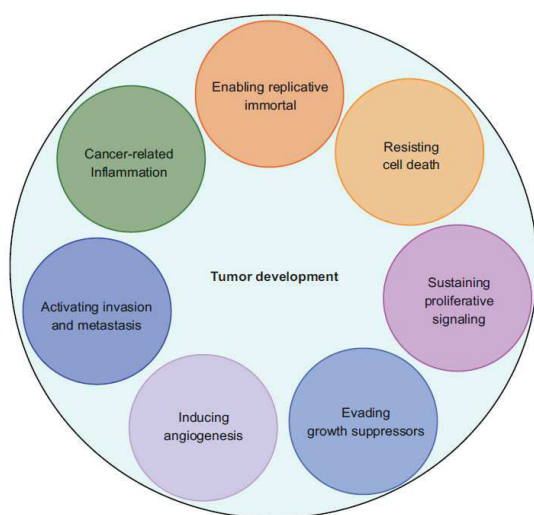 Enabling replicative
immortal
Resisting
cell death
Cancer-related
Inflammation
Tumor development
Sustaining
proliferative
signaling
Activating invasion
and metastasis
Inducing
angiogenesis
Evading
growth suppressors